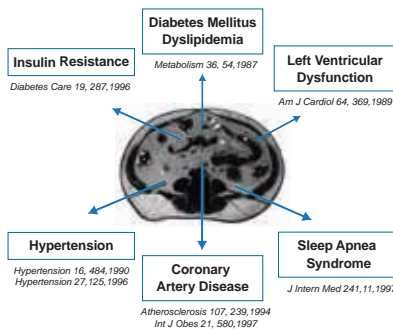 Diabetes Mellitus
Dyslipidemia
Metabolism 36, 54,1987
Insulin Resistance
Diabetes Care 19, 287,1996
Left Ventricular
Dysfunction
Am J Cardiol 64, 369,1989
Hypertension
Hypertension 16, 484,1990
Hypertension 27,125,1996
Coronary
Artery Disease
Atherosclerosis 107, 239,1994
Int J Obes 21, 580,1997
Sleep Apnea
Syndrome
J Intern Med 241,11,1997